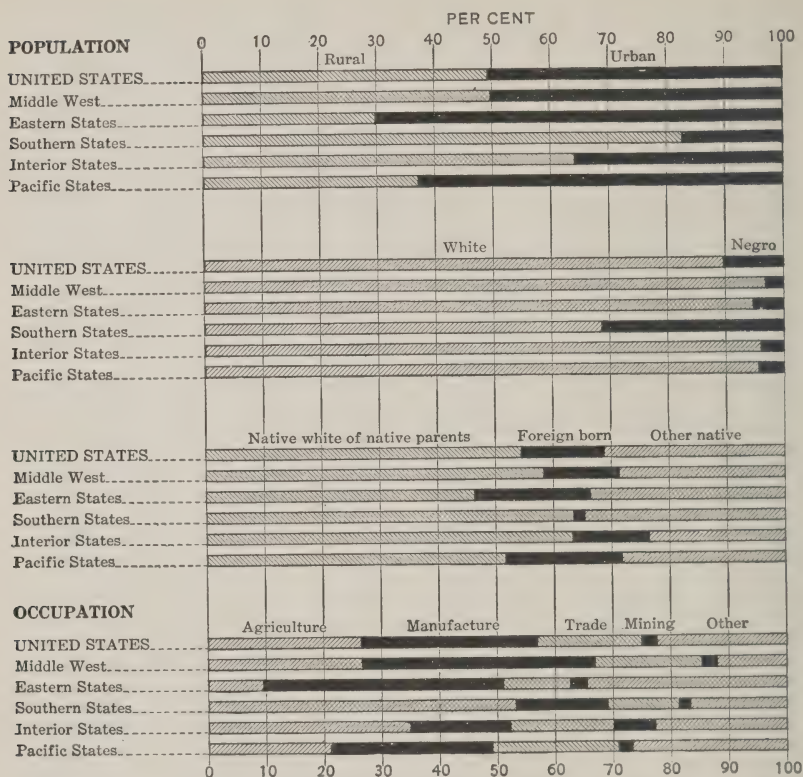 PER CENT
POPULATION 0 10 20 30 40 50 60 70 80 90 100
Rural Urban
UNITED STATES
Middle West
Eastern States
Southern States
Interior States
Pacific States
White Negro
UNITED STATES
Middle West
Eastern States
Southern States
Interior States
Pacific States
Native white of native parents Foreign born Other native
UNITED STATES
Middle West
Eastern States
Southern States
Interior States
Pacific States
OCCUPATION
Agriculture Manufacture Trade Mining Other
UNITED STATES
Middle West
Eastern States
Southern States
Interior States
Pacific States
0 10 20 30 40 50 60 70 80 90 100